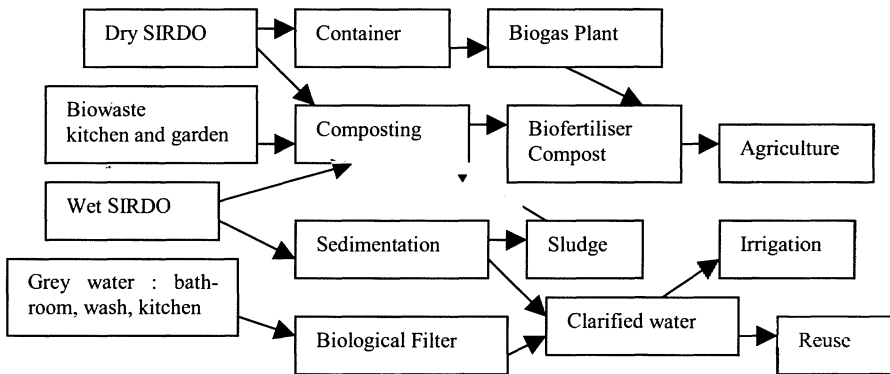 Dry SIRDO
Container
Biogas Plant
Biowaste
kitchen and garden
Composting
Biofertiliser
Compost
Agriculture
Wet SIRDO
Sedimentation
Sludge
Irrigation
Grey water : bath-
room, wash, kitchen
Biological Filter
Clarified water
Reuse